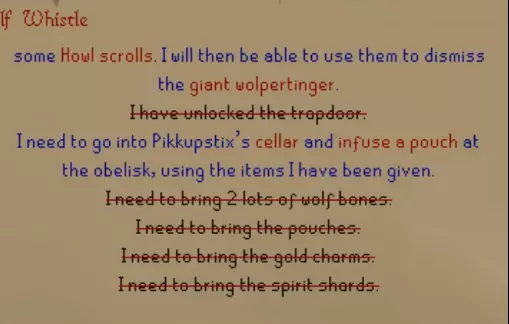 lf Whistle
some Howl scrolls. I will then be able to use them to dismiss
the giant wolpertinger.
I have unlocked the trapdoor.
I need to go into Pikkupstix's cellar and infuse a pouch at
the obelisk, using the items I have been given.
I need to bring 2 lots of wolf bones.
I need to bring the pouches.
I need to bring the gold charms.
I need to bring the spirit shards.